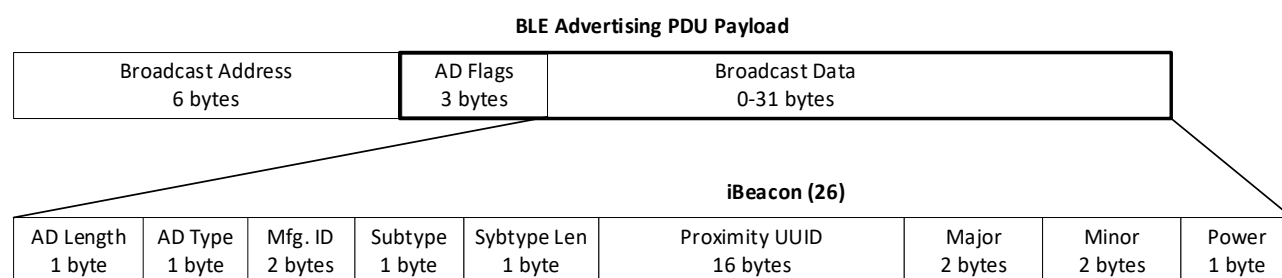 BLE Advertising PDU Payload
Broadcast Address
6 bytes
AD Flags
3 bytes
Broadcast Data
0-31 bytes
iBeacon (26)
AD Length
1 byte
AD Type
1 byte
Mfg. ID
2 bytes
Subtype
1 byte
Sybtype Len
1 byte
Proximity UUID
16 bytes
Major
2 bytes
Minor
2 bytes
Power
1 byte